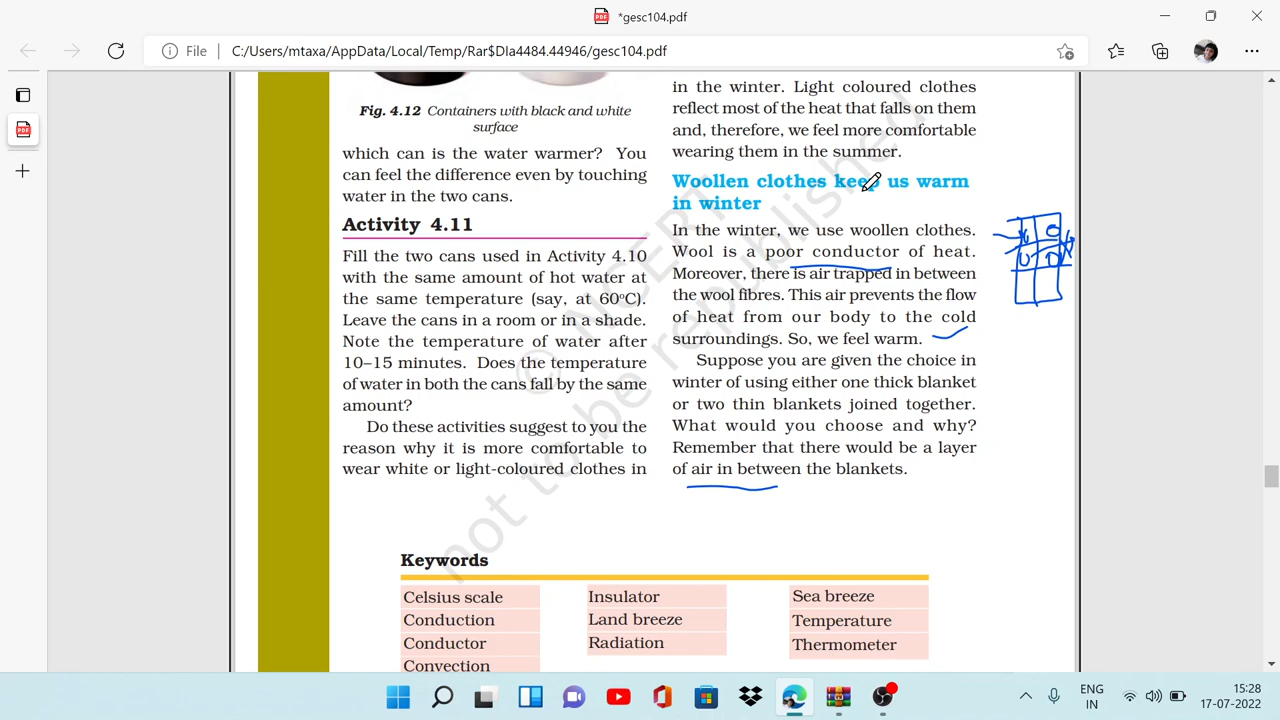 *gesc104.pdf
File
C:/Users/mtaxa/AppData/Local/Temp/Rar$DIa4484.44946/gesc104.pdf
Fig. 4.12 Containers with black and white
surface
which can is the water warmer? You
can feel the difference even by touching
water in the two cans.
Activity 4.11
Fill the two cans used in Activity 4.10
with the same amount of hot water at
the same temperature (say, at 60°C).
Leave the cans in a room or in a shade.
Note the temperature of water after
10–15 minutes. Does the temperature
of water in both the cans fall by the same
amount?
Do these activities suggest to you the
reason why it is more comfortable to
wear white or light-coloured clothes in
in the winter. Light coloured clothes
reflect most of the heat that falls on them
and, therefore, we feel more comfortable
wearing them in the summer.
Woollen clothes keep us warm
in winter
In the winter, we use woollen clothes.
Wool is a poor conductor of heat.
Moreover, there is air trapped in between
the wool fibres. This air prevents the flow
of heat from our body to the cold
surroundings. So, we feel warm.
Suppose you are given the choice in
winter of using either one thick blanket
or two thin blankets joined together.
What would you choose and why?
Remember that there would be a layer
of air in between the blankets.
© NCERT
not to be republished
Keywords
Celsius scale
Conduction
Conductor
Convection
Insulator
Land breeze
Radiation
Sea breeze
Temperature
Thermometer
ENG
IN
15:28
17-07-2022